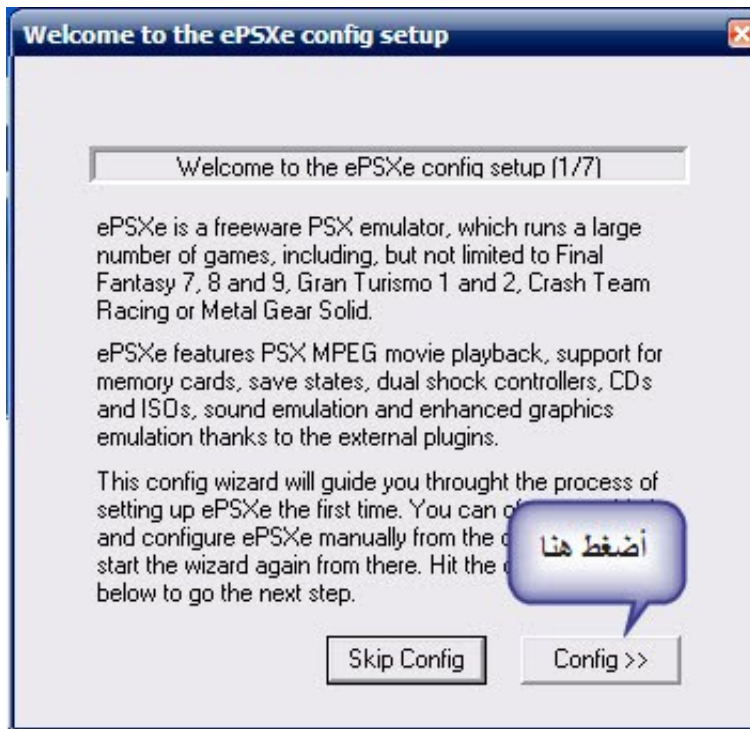 Welcome to the ePSXe config setup
Welcome to the ePSXe config setup (1/7)
ePSXe is a freeware PSX emulator, which runs a large
number of games, including, but not limited to Final
Fantasy 7, 8 and 9, Gran Turismo 1 and 2, Crash Team
Racing or Metal Gear Solid.
ePSXe features PSX MPEG movie playback, support for
memory cards, save states, dual shock controllers, CDs
and ISOs, sound emulation and enhanced graphics
emulation thanks to the external plugins.
This config wizard will guide you throught the process of
setting up ePSXe the first time. You can
and configure ePSXe manually from the
start the wizard again from there. Hit the
below to go the next step.
أضغط هنا
Skip Config
Config >>